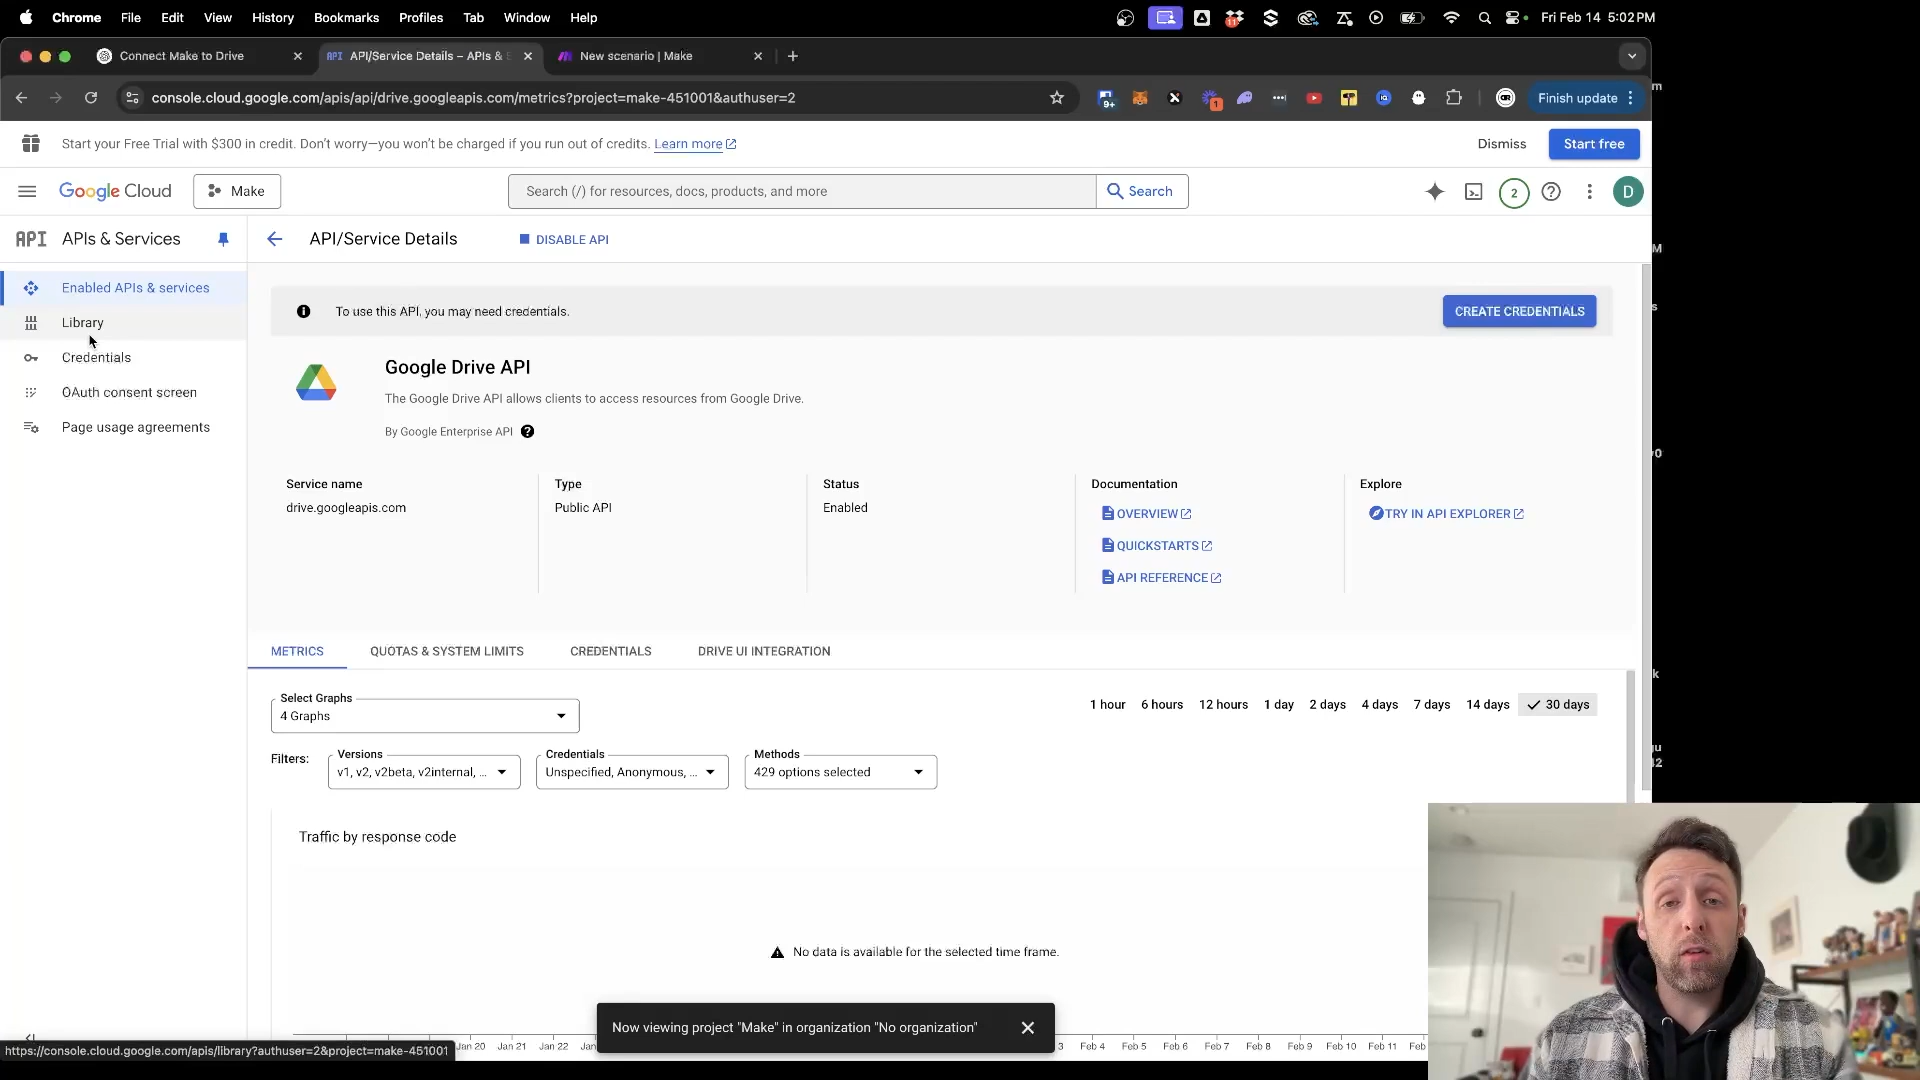 Chrome File Edit View History Bookmarks Profiles Tab Window Help
11
Fri Feb 14 5:02 PM
Connect Make to Drive
API API/Service Details – APIs &
New scenario | Make
console.cloud.google.com/apis/api/drive.googleapis.com/metrics?project=make-451001&authuser=2
9+
1
Finish update
Start your Free Trial with $300 in credit. Don't worry—you won't be charged if you run out of credits. Learn more
Dismiss
Start free
Google Cloud
Make
Search (/) for resources, docs, products, and more
Search
2
D
API APIs & Services
API/Service Details
DISABLE API
Enabled APIs & services
Library
Credentials
OAuth consent screen
Page usage agreements
To use this API, you may need credentials.
CREATE CREDENTIALS
Google Drive API
The Google Drive API allows clients to access resources from Google Drive.
By Google Enterprise API
Service name
drive.googleapis.com
Type
Public API
Status
Enabled
Documentation
OVERVIEW
QUICKSTARTS
API REFERENCE
Explore
TRY IN API EXPLORER
METRICS
QUOTAS & SYSTEM LIMITS
CREDENTIALS
DRIVE UI INTEGRATION
Select Graphs
4 Graphs
1 hour 6 hours 12 hours 1 day 2 days 4 days 7 days 14 days 30 days
Filters:
Versions
v1, v2, v2beta, v2internal, ...
Credentials
Unspecified, Anonymous, ...
Methods
429 options selected
Traffic by response code
No data is available for the selected time frame.
Now viewing project "Make" in organization "No organization"
Jan 20 Jan 21 Jan 22 Jan
3 Feb 4 Feb 5 Feb 6 Feb 7 Feb 8 Feb 9 Feb 10 Feb 11 Feb
https://console.cloud.google.com/apis/library?authuser=2&project=make-451001